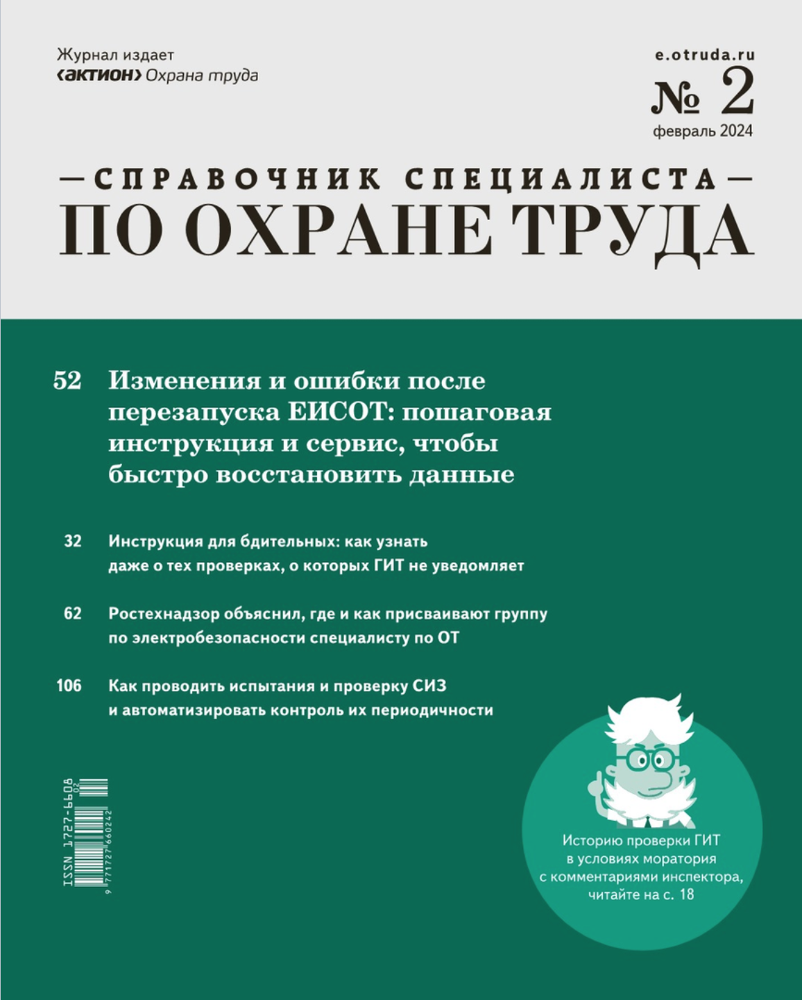 Журнал издает
‹актион› Охрана труда
e.otruda.ru
№ 2
февраль 2024
—СПРАВОЧНИК СПЕЦИАЛИСТА—
ПО ОХРАНЕ ТРУДА
52 Изменения и ошибки после
перезапуска ЕИСОТ: пошаговая
инструкция и сервис, чтобы
быстро восстановить данные
32 Инструкция для бдительных: как узнать
даже о тех проверках, о которых ГИТ не уведомляет
62 Ростехнадзор объяснил, где и как присваивают группу
по электробезопасности специалисту по ОТ
106 Как проводить испытания и проверку СИЗ
и автоматизировать контроль их периодичности
ISSN 1727-6608
02
9 771727 660242
Историю проверки ГИТ
в условиях моратория
с комментариями инспектора,
читайте на с. 18